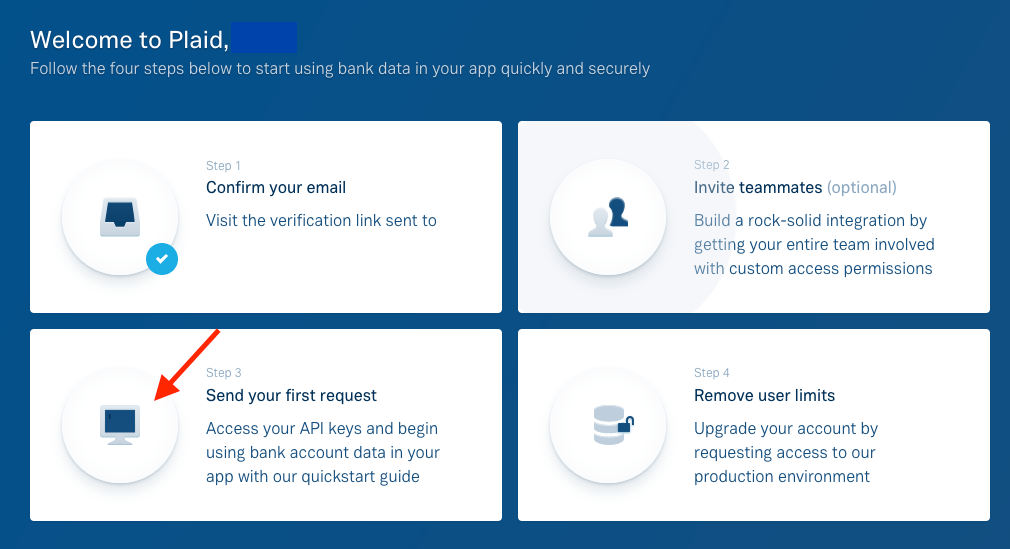 Welcome to Plaid,
Follow the four steps below to start using bank data in your app quickly and securely
Step 1
Confirm your email
Visit the verification link sent to
Step 2
Invite teammates (optional)
Build a rock-solid integration by
getting your entire team involved
with custom access permissions
Step 3
Send your first request
Access your API keys and begin
using bank account data in your
app with our quickstart guide
Step 4
Remove user limits
Upgrade your account by
requesting access to our
production environment